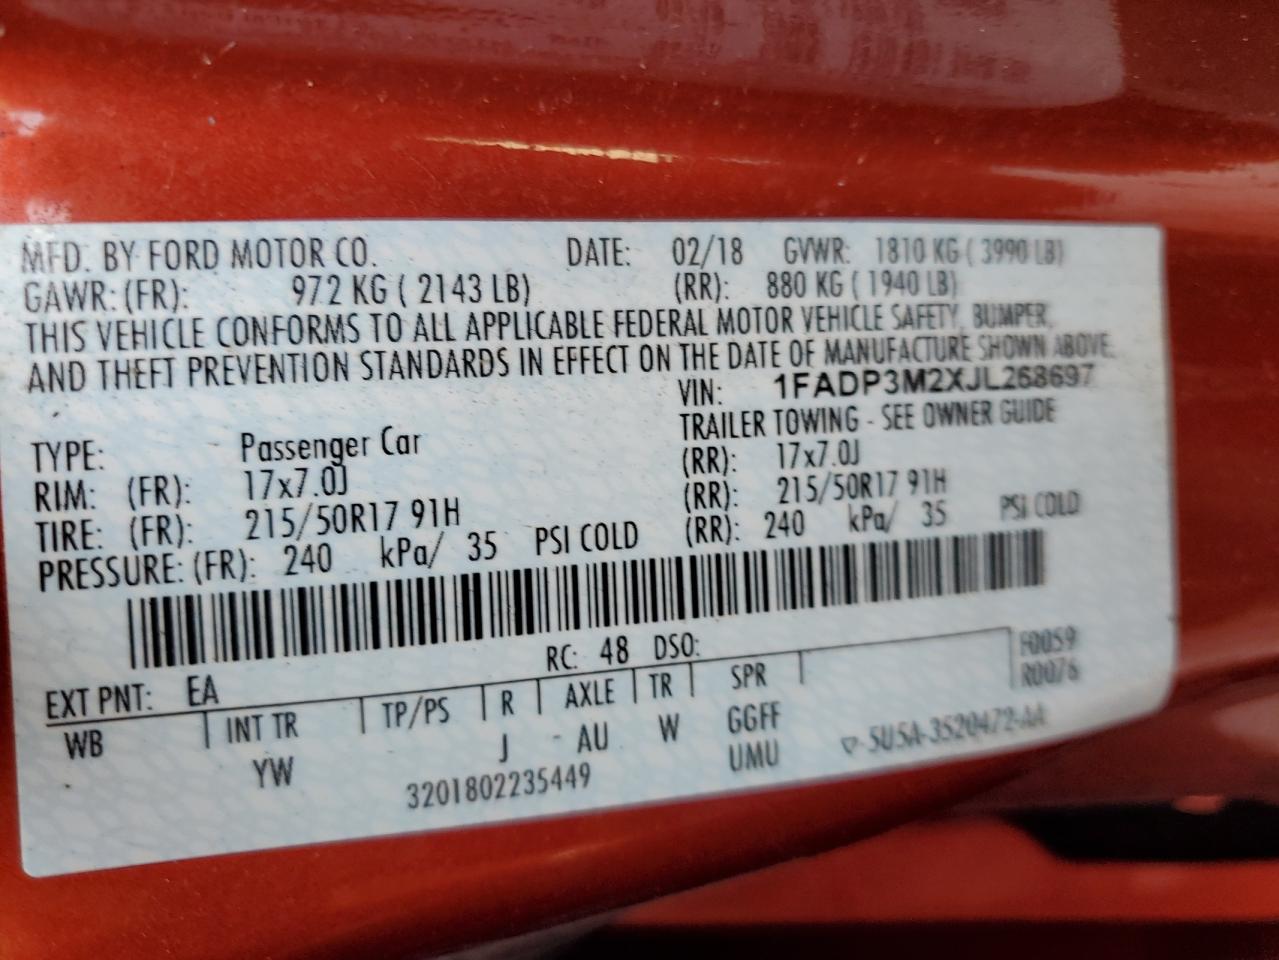 MFD. BY FORD MOTOR CO. DATE: 02/18 GVWR: 1810 KG ( 3990 LB)
GAWR: (FR): 972 KG ( 2143 LB) (RR): 880 KG ( 1940 LB)
THIS VEHICLE CONFORMS TO ALL APPLICABLE FEDERAL MOTOR VEHICLE SAFETY, BUMPER,
AND THEFT PREVENTION STANDARDS IN EFFECT ON THE DATE OF MANUFACTURE SHOWN ABOVE.
VIN: 1FADP3M2XJL268697
TRAILER TOWING - SEE OWNER GUIDE
TYPE: Passenger Car
RIM: (FR): 17x7.0J (RR): 17x7.0J
TIRE: (FR): 215/50R17 91H (RR): 215/50R17 91H
PRESSURE: (FR): 240 kPa/ 35 PSI COLD (RR): 240 kPa/ 35 PSI COLD
RC: 48 DSO: F0059
EXT PNT: EA R0076
WB INT TR TP/PS R AXLE TR SPR
YW J AU W GGFF
UMU
3201802235449 5U5A-3520472-AA